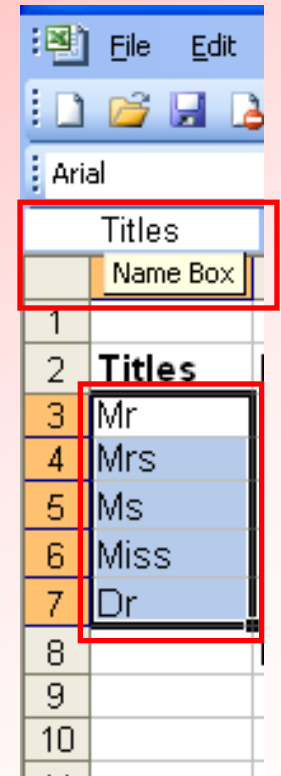 File Edit
Arial
Titles
Name Box
1
2 Titles
3 Mr
4 Mrs
5 Ms
6 Miss
7 Dr
8
9
10